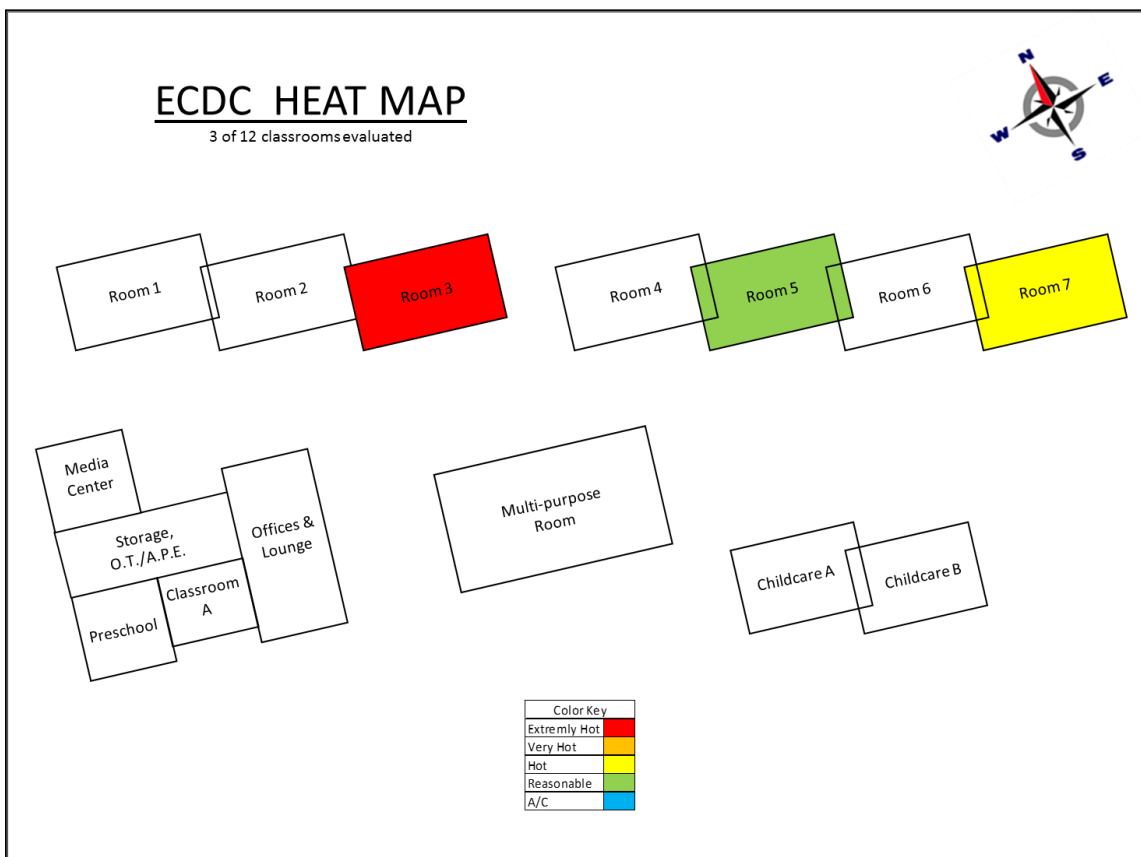 ECDC HEAT MAP
3 of 12 classrooms evaluated
N
E
W
S
Room 1
Room 2
Room 3
Room 4
Room 5
Room 6
Room 7
Media
Center
Storage,
O.T./A.P.E.
Offices &
Lounge
Preschool
Classroom
A
Multi-purpose
Room
Childcare A
Childcare B
Color Key
Extremly Hot
Very Hot
Hot
Reasonable
A/C